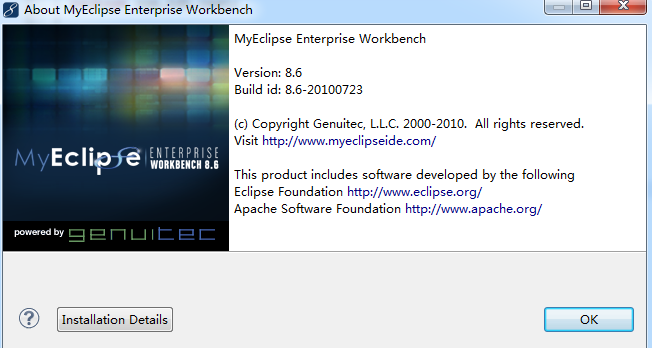 About MyEclipse Enterprise Workbench
MyEclipse Enterprise Workbench
Version: 8.6
Build id: 8.6-20100723
(c) Copyright Genuitec, L.L.C. 2000-2010.  All rights reserved.
Visit http://www.myeclipseide.com/
This product includes software developed by the following
Eclipse Foundation http://www.eclipse.org/
Apache Software Foundation http://www.apache.org/
MyEclipse ENTERPRISE
WORKBENCH 8.6
powered by genuitec
? Installation Details OK